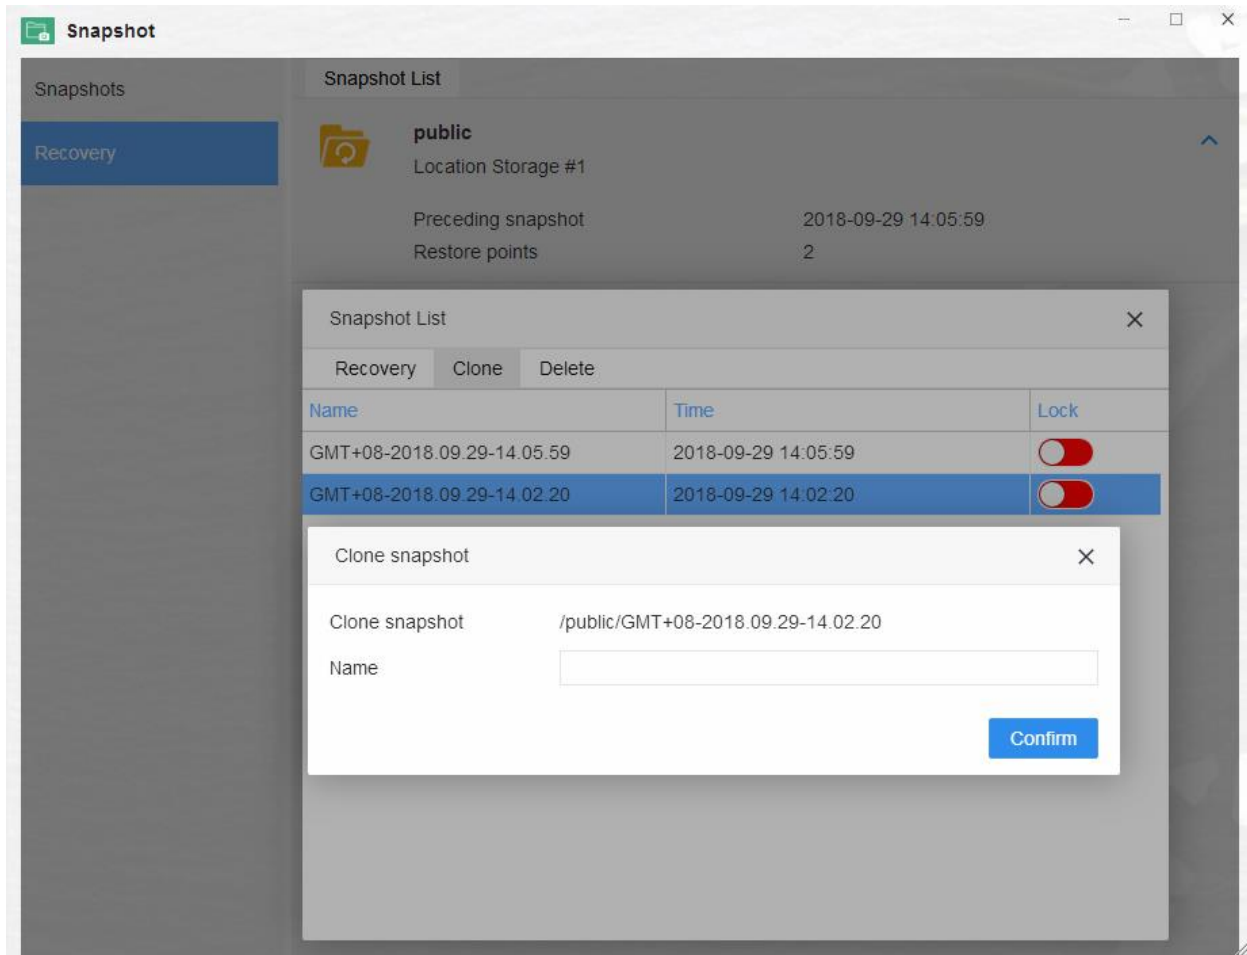 Snapshot
Snapshots
Recovery
Snapshot List
public
Location Storage #1
Preceding snapshot 2018-09-29 14:05:59
Restore points 2
Snapshot List
Recovery Clone Delete
Name Time Lock
GMT+08-2018.09.29-14.05.59 2018-09-29 14:05:59
GMT+08-2018.09.29-14.02.20 2018-09-29 14:02:20
Clone snapshot
Clone snapshot /public/GMT+08-2018.09.29-14.02.20
Name
Confirm